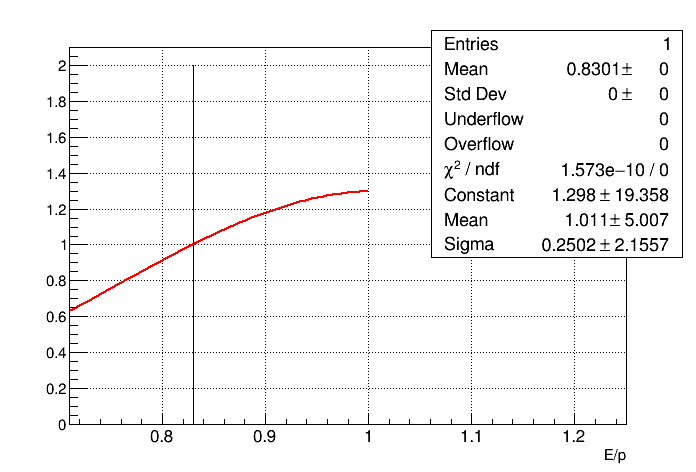 Entries 1
Mean 0.8301± 0
Std Dev 0± 0
Underflow 0
Overflow 0
χ² / ndf 1.573e−10 / 0
Constant 1.298±19.358
Mean 1.011±5.007
Sigma 0.2502±2.1557
2
1.8
1.6
1.4
1.2
1
0.8
0.6
0.4
0.2
0
0.8 0.9 1 1.1 1.2
E/p